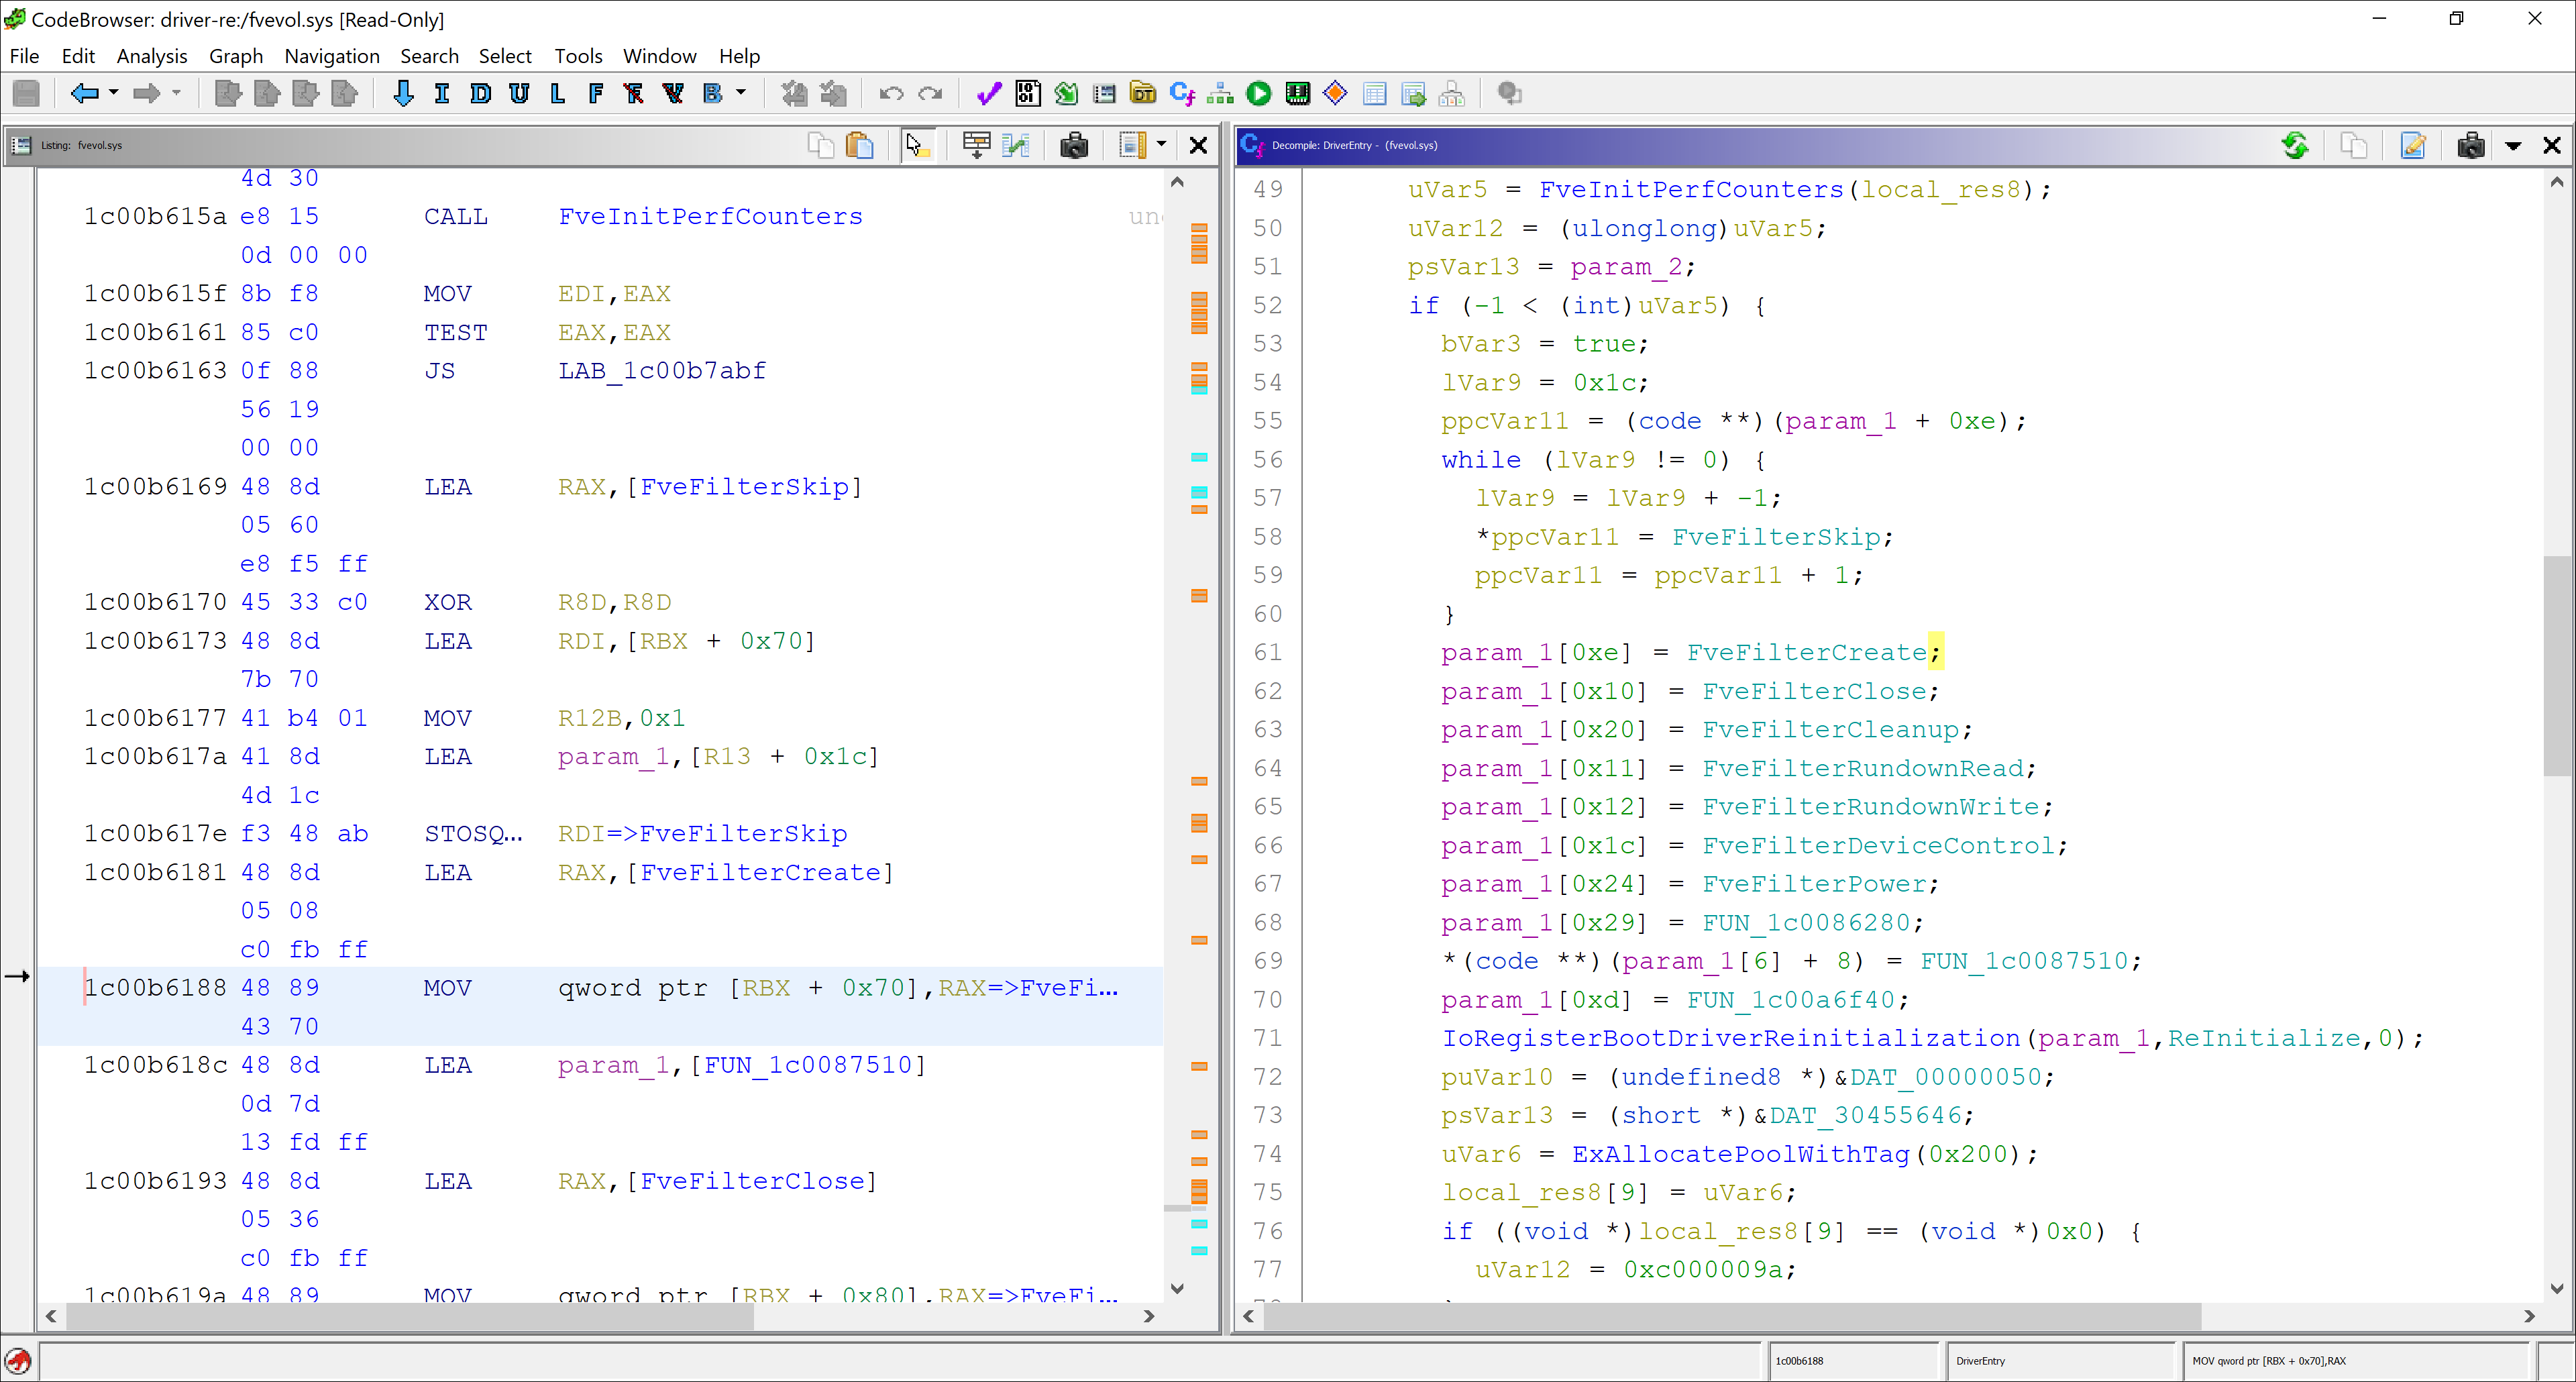 CodeBrowser: driver-re:/fvevol.sys [Read-Only]
File Edit Analysis Graph Navigation Search Select Tools Window Help
I D U L F F V B
Listing: fvevol.sys
4d 30
1c00b615a e8 15 CALL FveInitPerfCounters und
0d 00 00
1c00b615f 8b f8 MOV EDI,EAX
1c00b6161 85 c0 TEST EAX,EAX
1c00b6163 0f 88 JS LAB_1c00b7abf
56 19
00 00
1c00b6169 48 8d LEA RAX,[FveFilterSkip]
05 60
e8 f5 ff
1c00b6170 45 33 c0 XOR R8D,R8D
1c00b6173 48 8d LEA RDI,[RBX + 0x70]
7b 70
1c00b6177 41 b4 01 MOV R12B,0x1
1c00b617a 41 8d LEA param_1,[R13 + 0x1c]
4d 1c
1c00b617e f3 48 ab STOSQ... RDI=>FveFilterSkip
1c00b6181 48 8d LEA RAX,[FveFilterCreate]
05 08
c0 fb ff
1c00b6188 48 89 MOV qword ptr [RBX + 0x70],RAX=>FveFi...
43 70
1c00b618c 48 8d LEA param_1,[FUN_1c0087510]
0d 7d
13 fd ff
1c00b6193 48 8d LEA RAX,[FveFilterClose]
05 36
c0 fb ff
1c00b619a 48 89 MOV qword ptr [RBX + 0x80],RAX=>FveFi...
Decompile: DriverEntry - (fvevol.sys)
49 uVar5 = FveInitPerfCounters(local_res8);
50 uVar12 = (ulonglong)uVar5;
51 psVar13 = param_2;
52 if (-1 < (int)uVar5) {
53 bVar3 = true;
54 lVar9 = 0x1c;
55 ppcVar11 = (code **)(param_1 + 0xe);
56 while (lVar9 != 0) {
57 lVar9 = lVar9 + -1;
58 *ppcVar11 = FveFilterSkip;
59 ppcVar11 = ppcVar11 + 1;
60 }
61 param_1[0xe] = FveFilterCreate;
62 param_1[0x10] = FveFilterClose;
63 param_1[0x20] = FveFilterCleanup;
64 param_1[0x11] = FveFilterRundownRead;
65 param_1[0x12] = FveFilterRundownWrite;
66 param_1[0x1c] = FveFilterDeviceControl;
67 param_1[0x24] = FveFilterPower;
68 param_1[0x29] = FUN_1c0086280;
69 *(code **)(param_1[6] + 8) = FUN_1c0087510;
70 param_1[0xd] = FUN_1c00a6f40;
71 IoRegisterBootDriverReinitialization(param_1,ReInitialize,0);
72 puVar10 = (undefined8 *)&DAT_00000050;
73 psVar13 = (short *)&DAT_30455646;
74 uVar6 = ExAllocatePoolWithTag(0x200);
75 local_res8[9] = uVar6;
76 if ((void *)local_res8[9] == (void *)0x0) {
77 uVar12 = 0xc000009a;
1c00b6188
DriverEntry
MOV qword ptr [RBX + 0x70],RAX